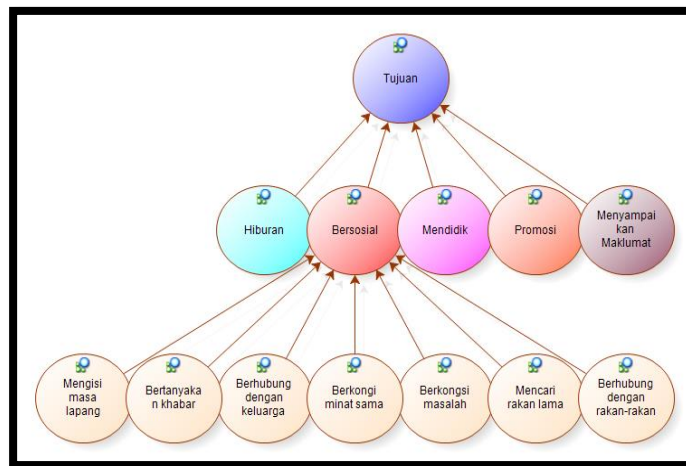 Tujuan
Hiburan
Bersosial
Mendidik
Promosi
Menyampai
kan
Maklumat
Mengisi
masa
lapang
Bertanyaka
n khabar
Berhubung
dengan
keluarga
Berkongi
minat sama
Berkongsi
masalah
Mencari
rakan lama
Berhubung
dengan
rakan-rakan